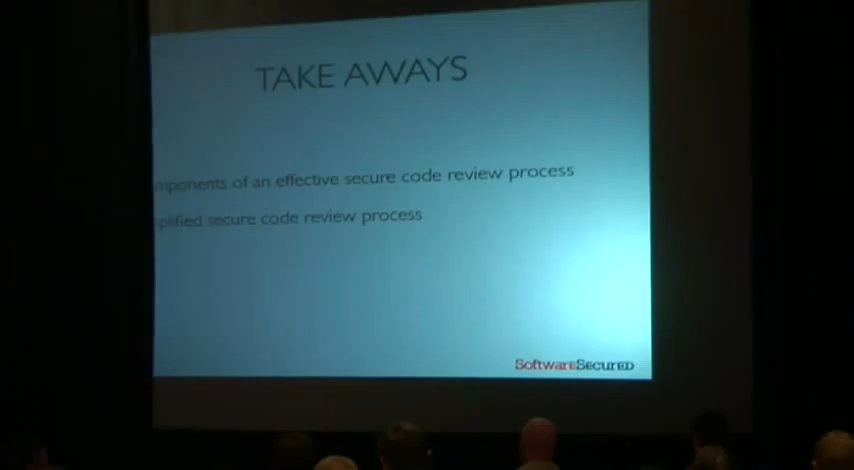 TAKE AWAYS
mponents of an effective secure code review process
plified secure code review process
SoftwareSecured